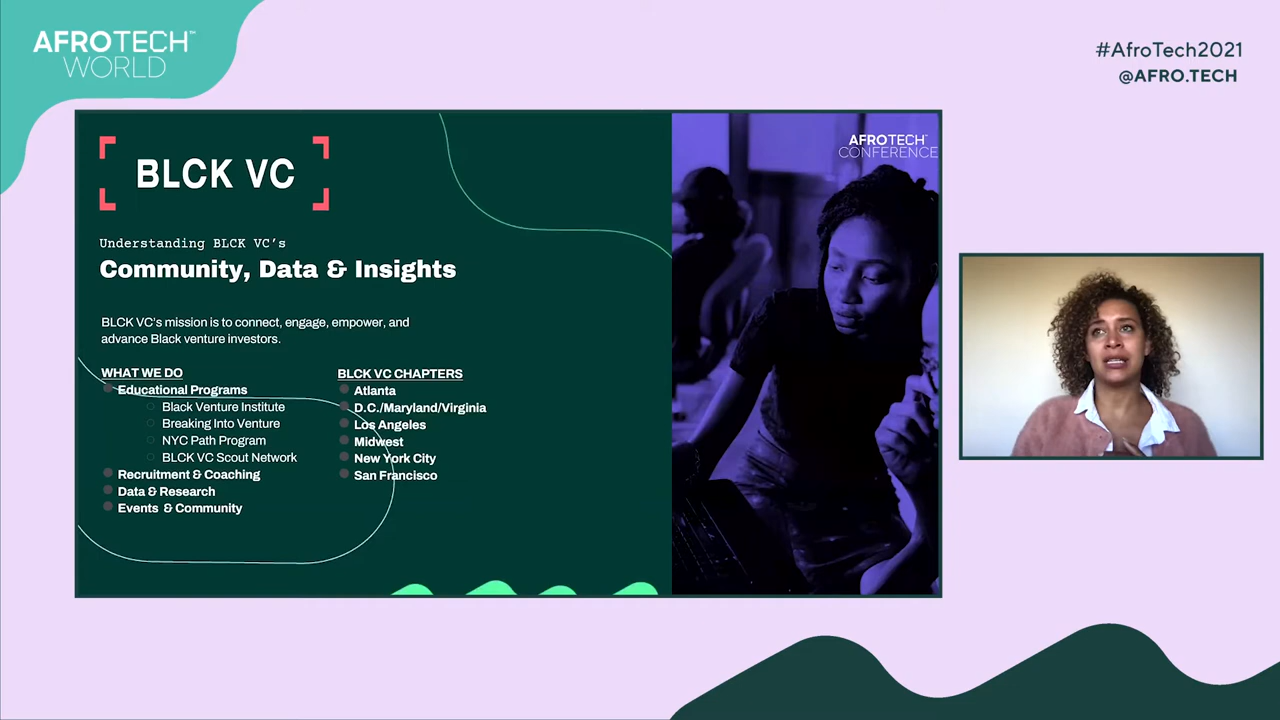 AFROTECH™
WORLD
#AfroTech2021
@AFRO.TECH
BLCK VC
AFROTECH™
CONFERENCE
Understanding BLCK VC's
Community, Data & Insights
BLCK VC's mission is to connect, engage, empower, and
advance Black venture investors.
WHAT WE DO
Educational Programs
Black Venture Institute
Breaking Into Venture
NYC Path Program
BLCK VC Scout Network
Recruitment & Coaching
Data & Research
Events & Community
BLCK VC CHAPTERS
Atlanta
D.C./Maryland/Virginia
Los Angeles
Midwest
New York City
San Francisco